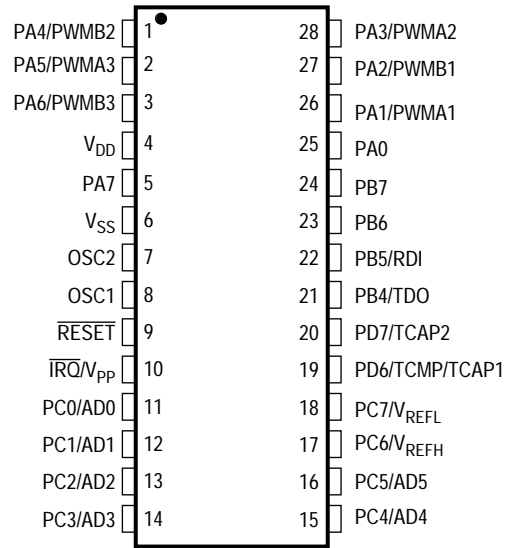 PA4/PWMB2 1 28 PA3/PWMA2
PA5/PWMA3 2 27 PA2/PWMB1
PA6/PWMB3 3 26 PA1/PWMA1
VDD 4 25 PA0
PA7 5 24 PB7
VSS 6 23 PB6
OSC2 7 22 PB5/RDI
OSC1 8 21 PB4/TDO
RESET 9 20 PD7/TCAP2
IRQ/VPP 10 19 PD6/TCMP/TCAP1
PC0/AD0 11 18 PC7/VREFL
PC1/AD1 12 17 PC6/VREFH
PC2/AD2 13 16 PC5/AD5
PC3/AD3 14 15 PC4/AD4